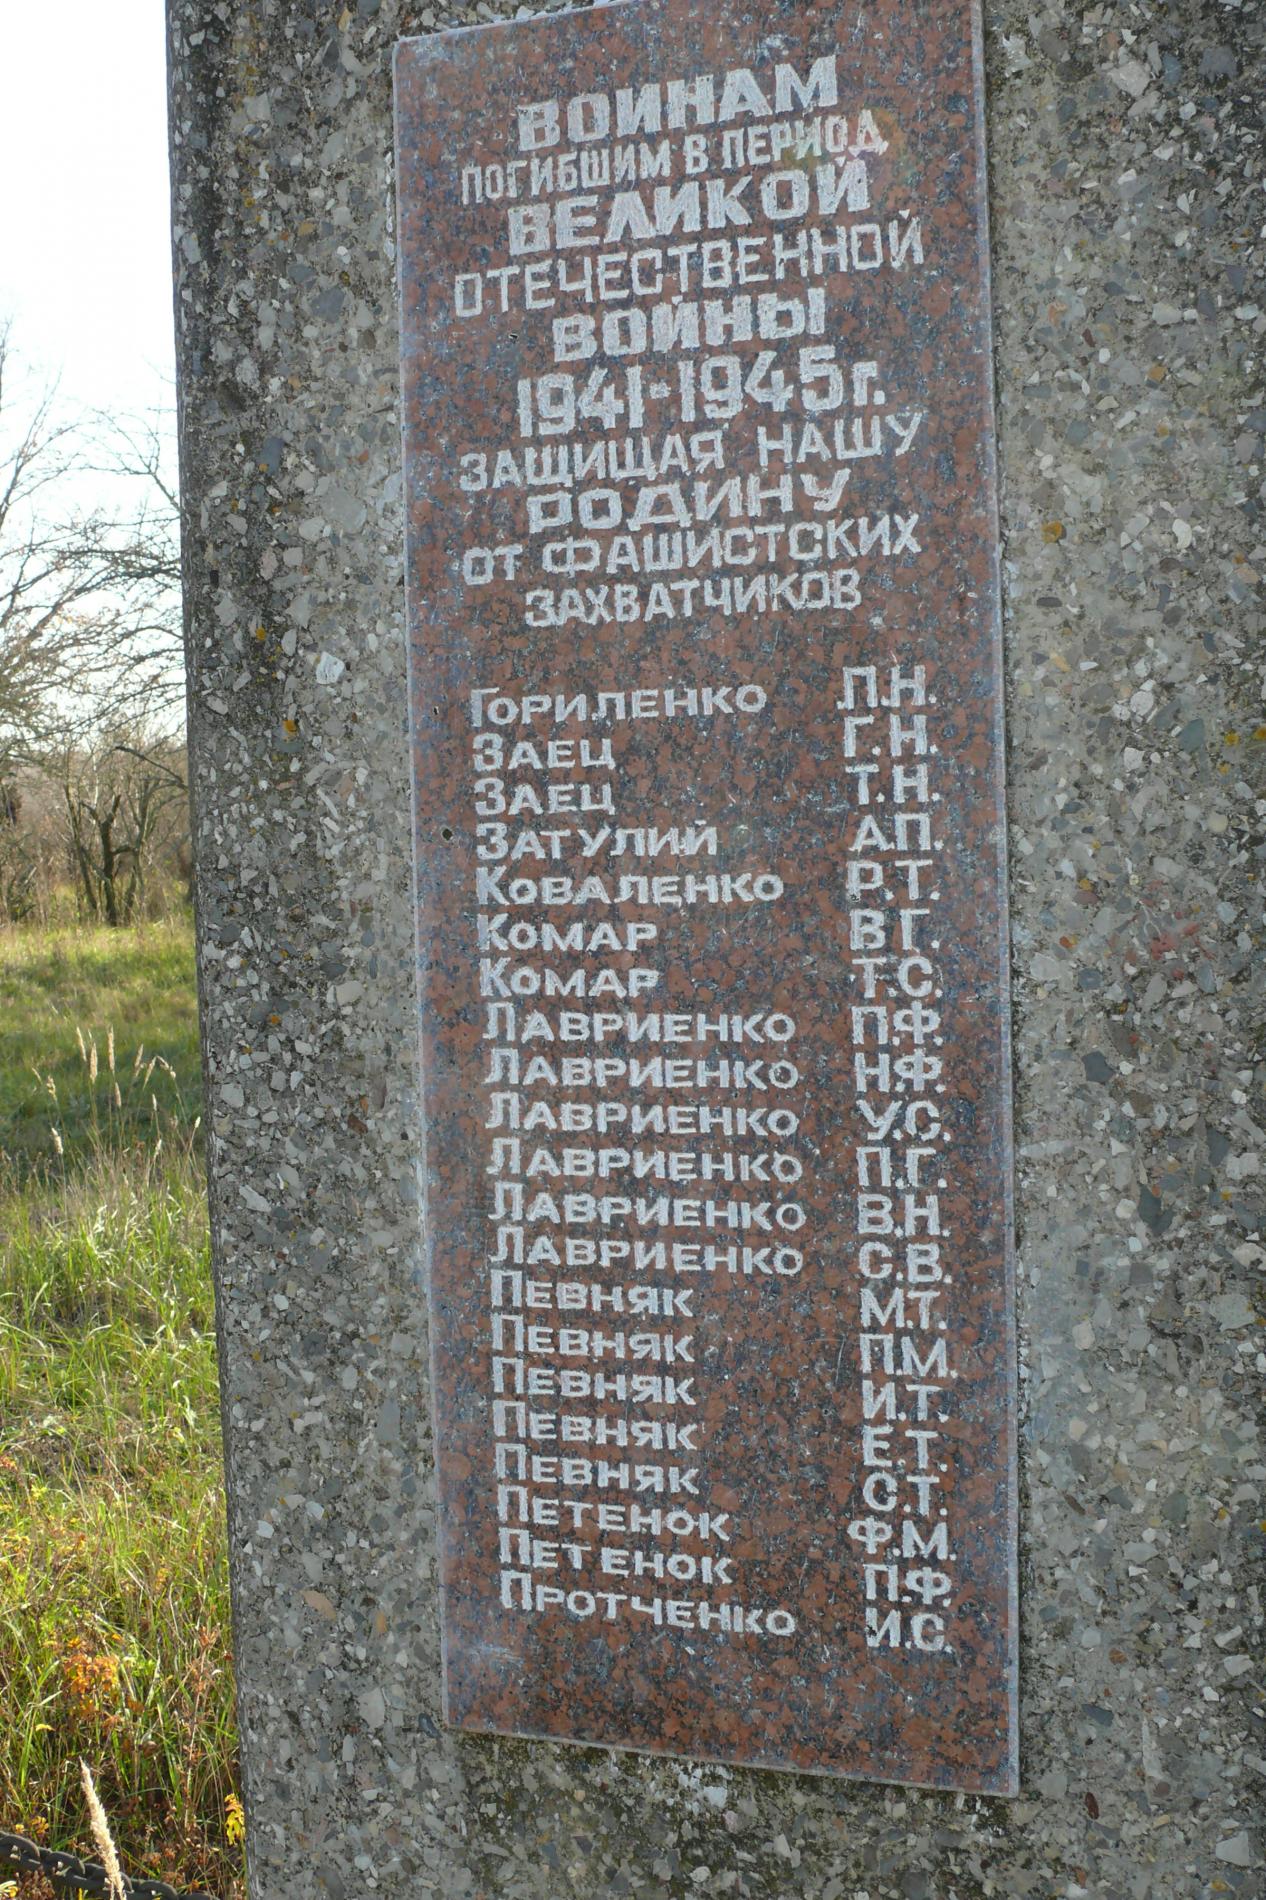 ВОИНАМ
ПОГИБШИМ В ПЕРИОД
ВЕЛИКОЙ
ОТЕЧЕСТВЕННОЙ
ВОЙНЫ
1941-1945г.
ЗАЩИЩАЯ НАШУ
РОДИНУ
ОТ ФАШИСТСКИХ
ЗАХВАТЧИКОВ
ГОРИЛЕНКО Л.Н.
ЗАЕЦ Г.Н.
ЗАЕЦ Т.Н.
ЗАТУЛИЙ А.П.
КОВАЛЕНКО Р.Т.
КОМАР В.Г.
КОМАР Т.С.
ЛАВРИЕНКО П.Ф.
ЛАВРИЕНКО Н.Ф.
ЛАВРИЕНКО У.С.
ЛАВРИЕНКО П.Г.
ЛАВРИЕНКО В.Н.
ЛАВРИЕНКО С.В.
ПЕВНЯК М.Т.
ПЕВНЯК П.М.
ПЕВНЯК И.Т.
ПЕВНЯК Е.Т.
ПЕВНЯК С.Т.
ПЕТЕНОК Ф.М.
ПЕТЕНОК П.Ф.
ПРОТЧЕНКО И.С.